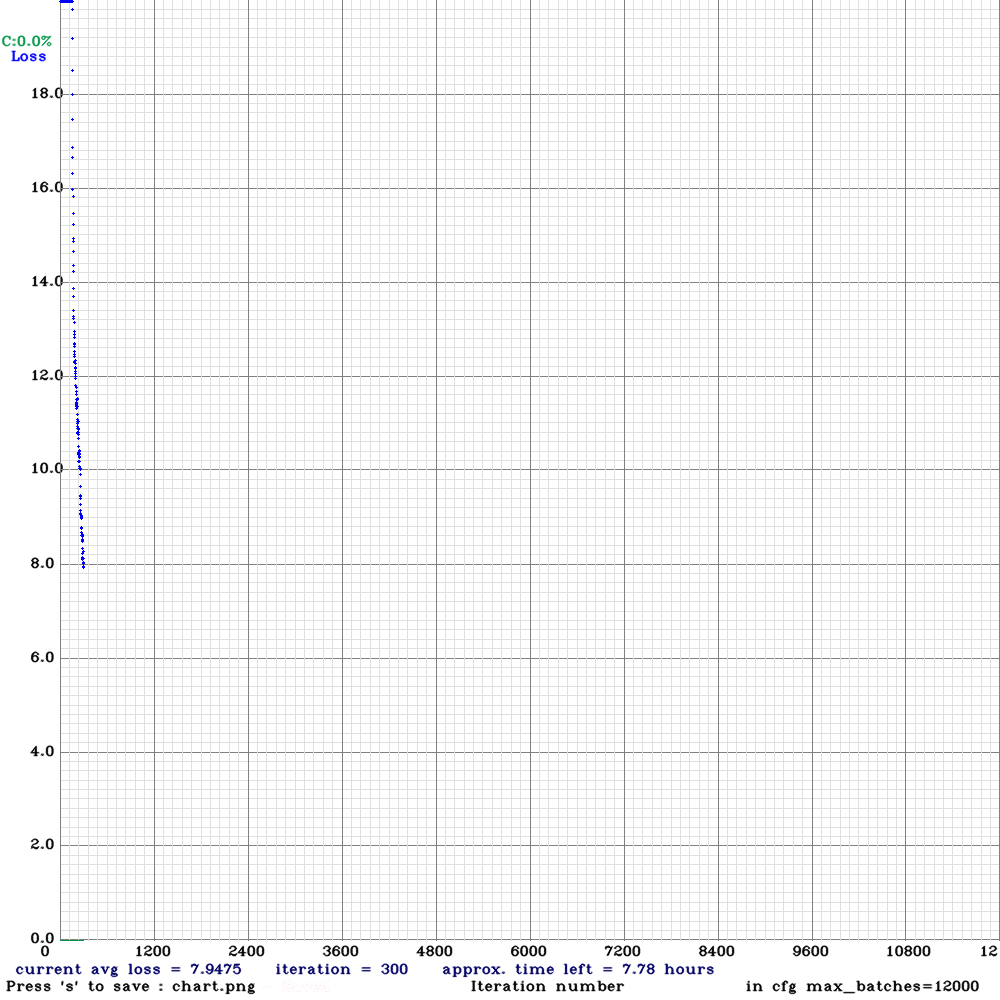 C:0.0%
Loss
18.0
16.0
14.0
12.0
10.0
8.0
6.0
4.0
2.0
0.0
0 1200 2400 3600 4800 6000 7200 8400 9600 10800 12
current avg loss = 7.9475 iteration = 300 approx. time left = 7.78 hours
Press 's' to save : chart.png Iteration number in cfg max_batches=12000